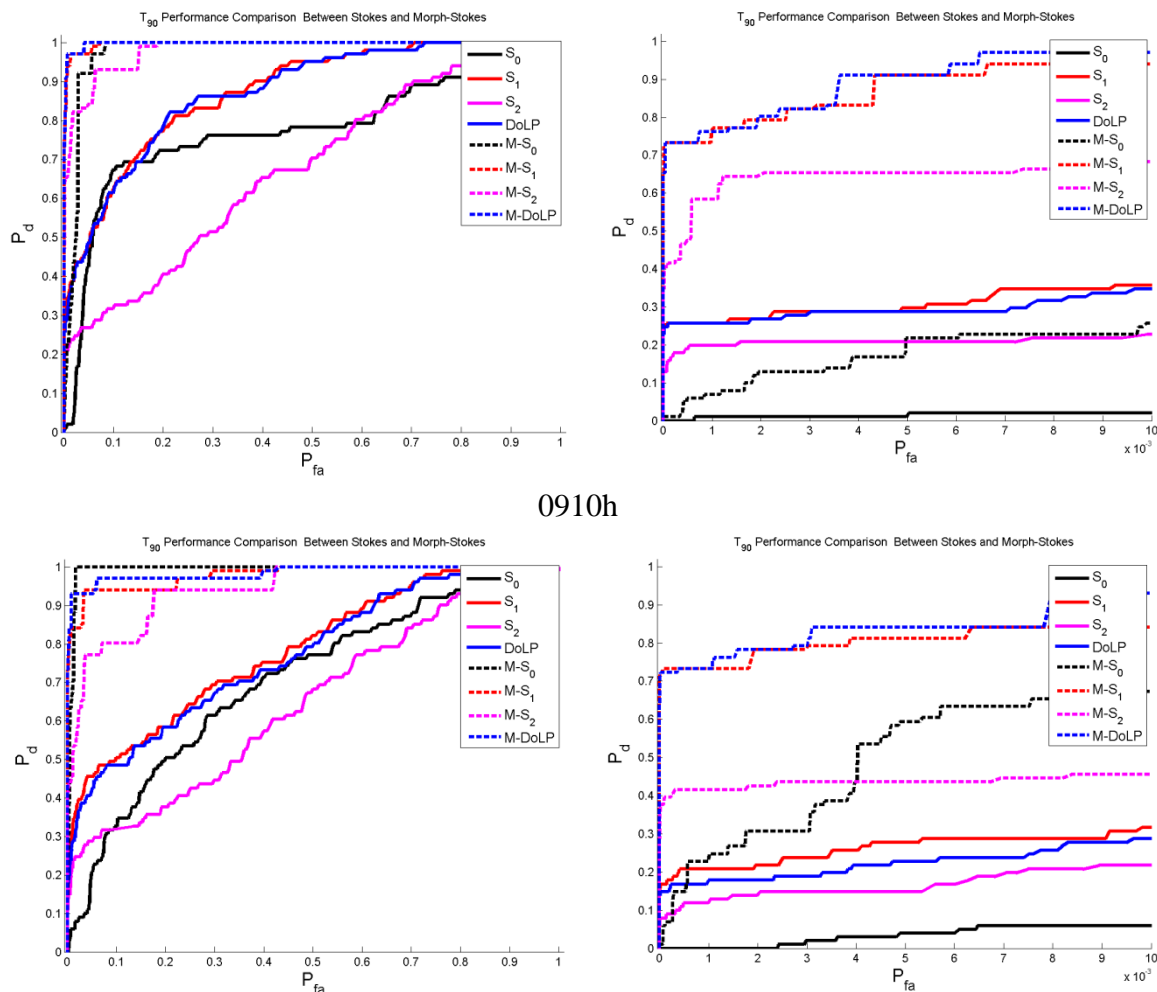 T₉₀ Performance Comparison Between Stokes and Morph-Stokes
1
0.9
0.8
0.7
0.6
0.5
0.4
0.3
0.2
0.1
0
P_d
S₀
S₁
S₂
DoLP
M-S₀
M-S₁
M-S₂
M-DoLP
0 0.1 0.2 0.3 0.4 0.5 0.6 0.7 0.8 0.9 1
P_fa
T₉₀ Performance Comparison Between Stokes and Morph-Stokes
1
0.9
0.8
0.7
0.6
0.5
0.4
0.3
0.2
0.1
0
P_d
S₀
S₁
S₂
DoLP
M-S₀
M-S₁
M-S₂
M-DoLP
0 1 2 3 4 5 6 7 8 9 10
x 10⁻³
P_fa
0910h
T₉₀ Performance Comparison Between Stokes and Morph-Stokes
1
0.9
0.8
0.7
0.6
0.5
0.4
0.3
0.2
0.1
0
P_d
S₀
S₁
S₂
DoLP
M-S₀
M-S₁
M-S₂
M-DoLP
0 0.1 0.2 0.3 0.4 0.5 0.6 0.7 0.8 0.9 1
P_fa
T₉₀ Performance Comparison Between Stokes and Morph-Stokes
1
0.9
0.8
0.7
0.6
0.5
0.4
0.3
0.2
0.1
0
P_d
S₀
S₁
S₂
DoLP
M-S₀
M-S₁
M-S₂
M-DoLP
0 1 2 3 4 5 6 7 8 9 10
x 10⁻³
P_fa